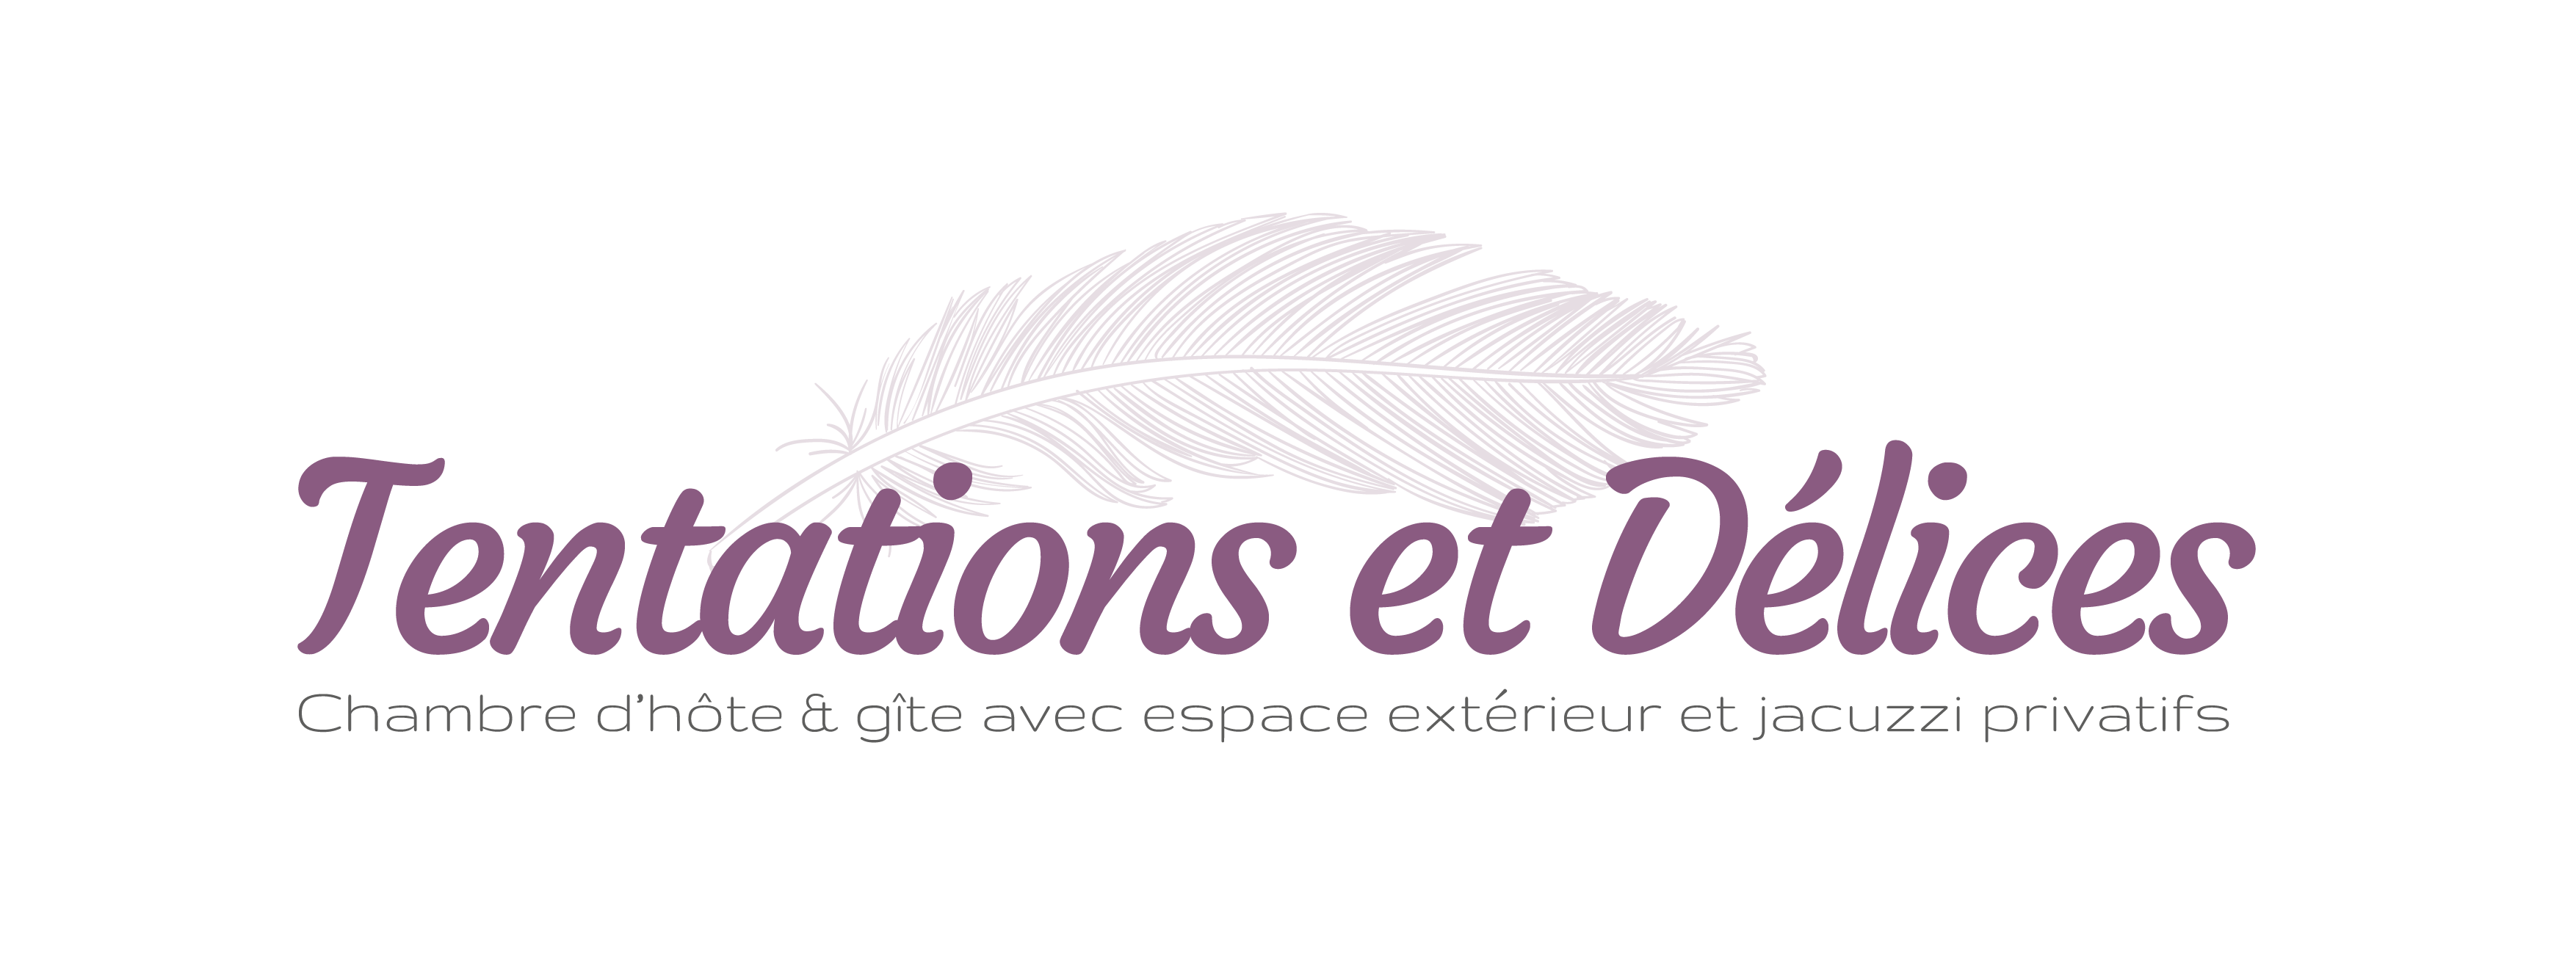 Tentations et Délices
Chambre d’hôte & gîte avec espace extérieur et jacuzzi privatifs